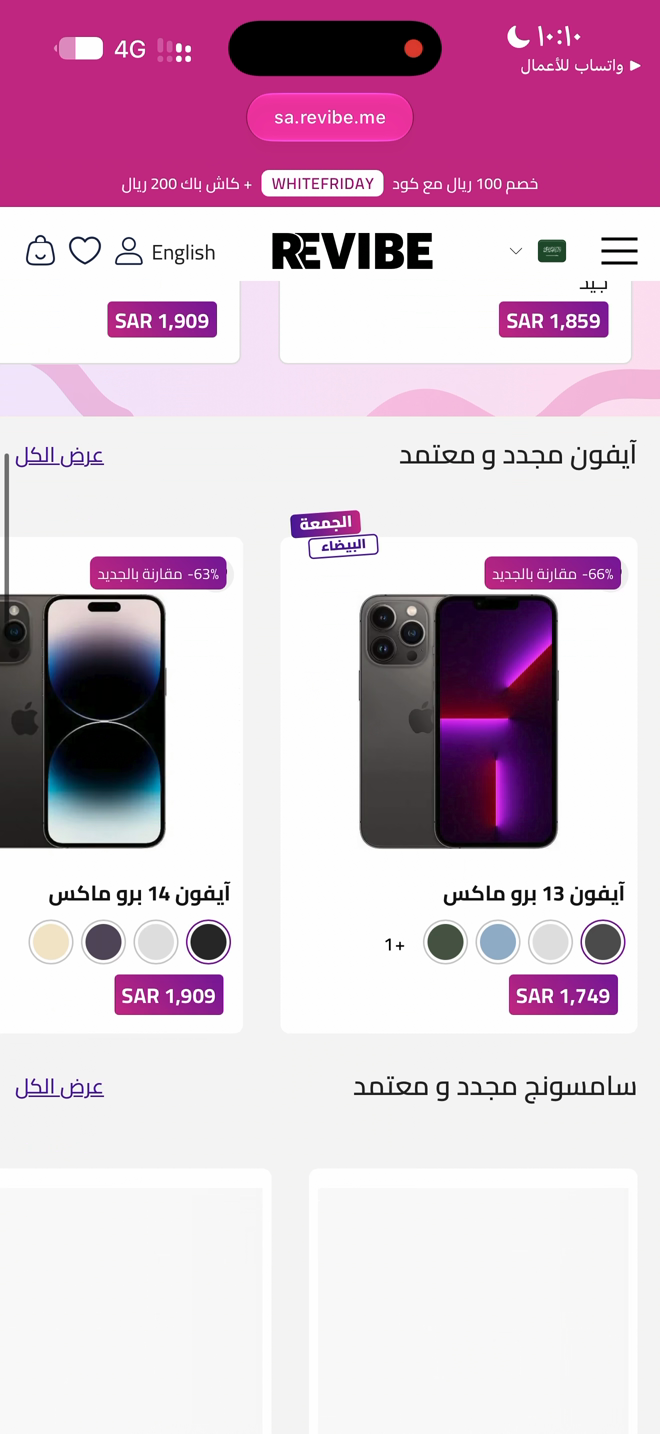 ١٠:١٠
4G
◀ واتساب للأعمال
sa.revibe.me
خصم 100 ريال مع كود WHITEFRIDAY + كاش باك 200 ريال
REVIBE
English
جيد
SAR 1,859
SAR 1,909
آيفون مجدد و معتمد
عرض الكل
الجمعة
البيضاء
-66% مقارنة بالجديد
آيفون 13 برو ماكس
+1
SAR 1,749
-63% مقارنة بالجديد
آيفون 14 برو ماكس
SAR 1,909
سامسونج مجدد و معتمد
عرض الكل